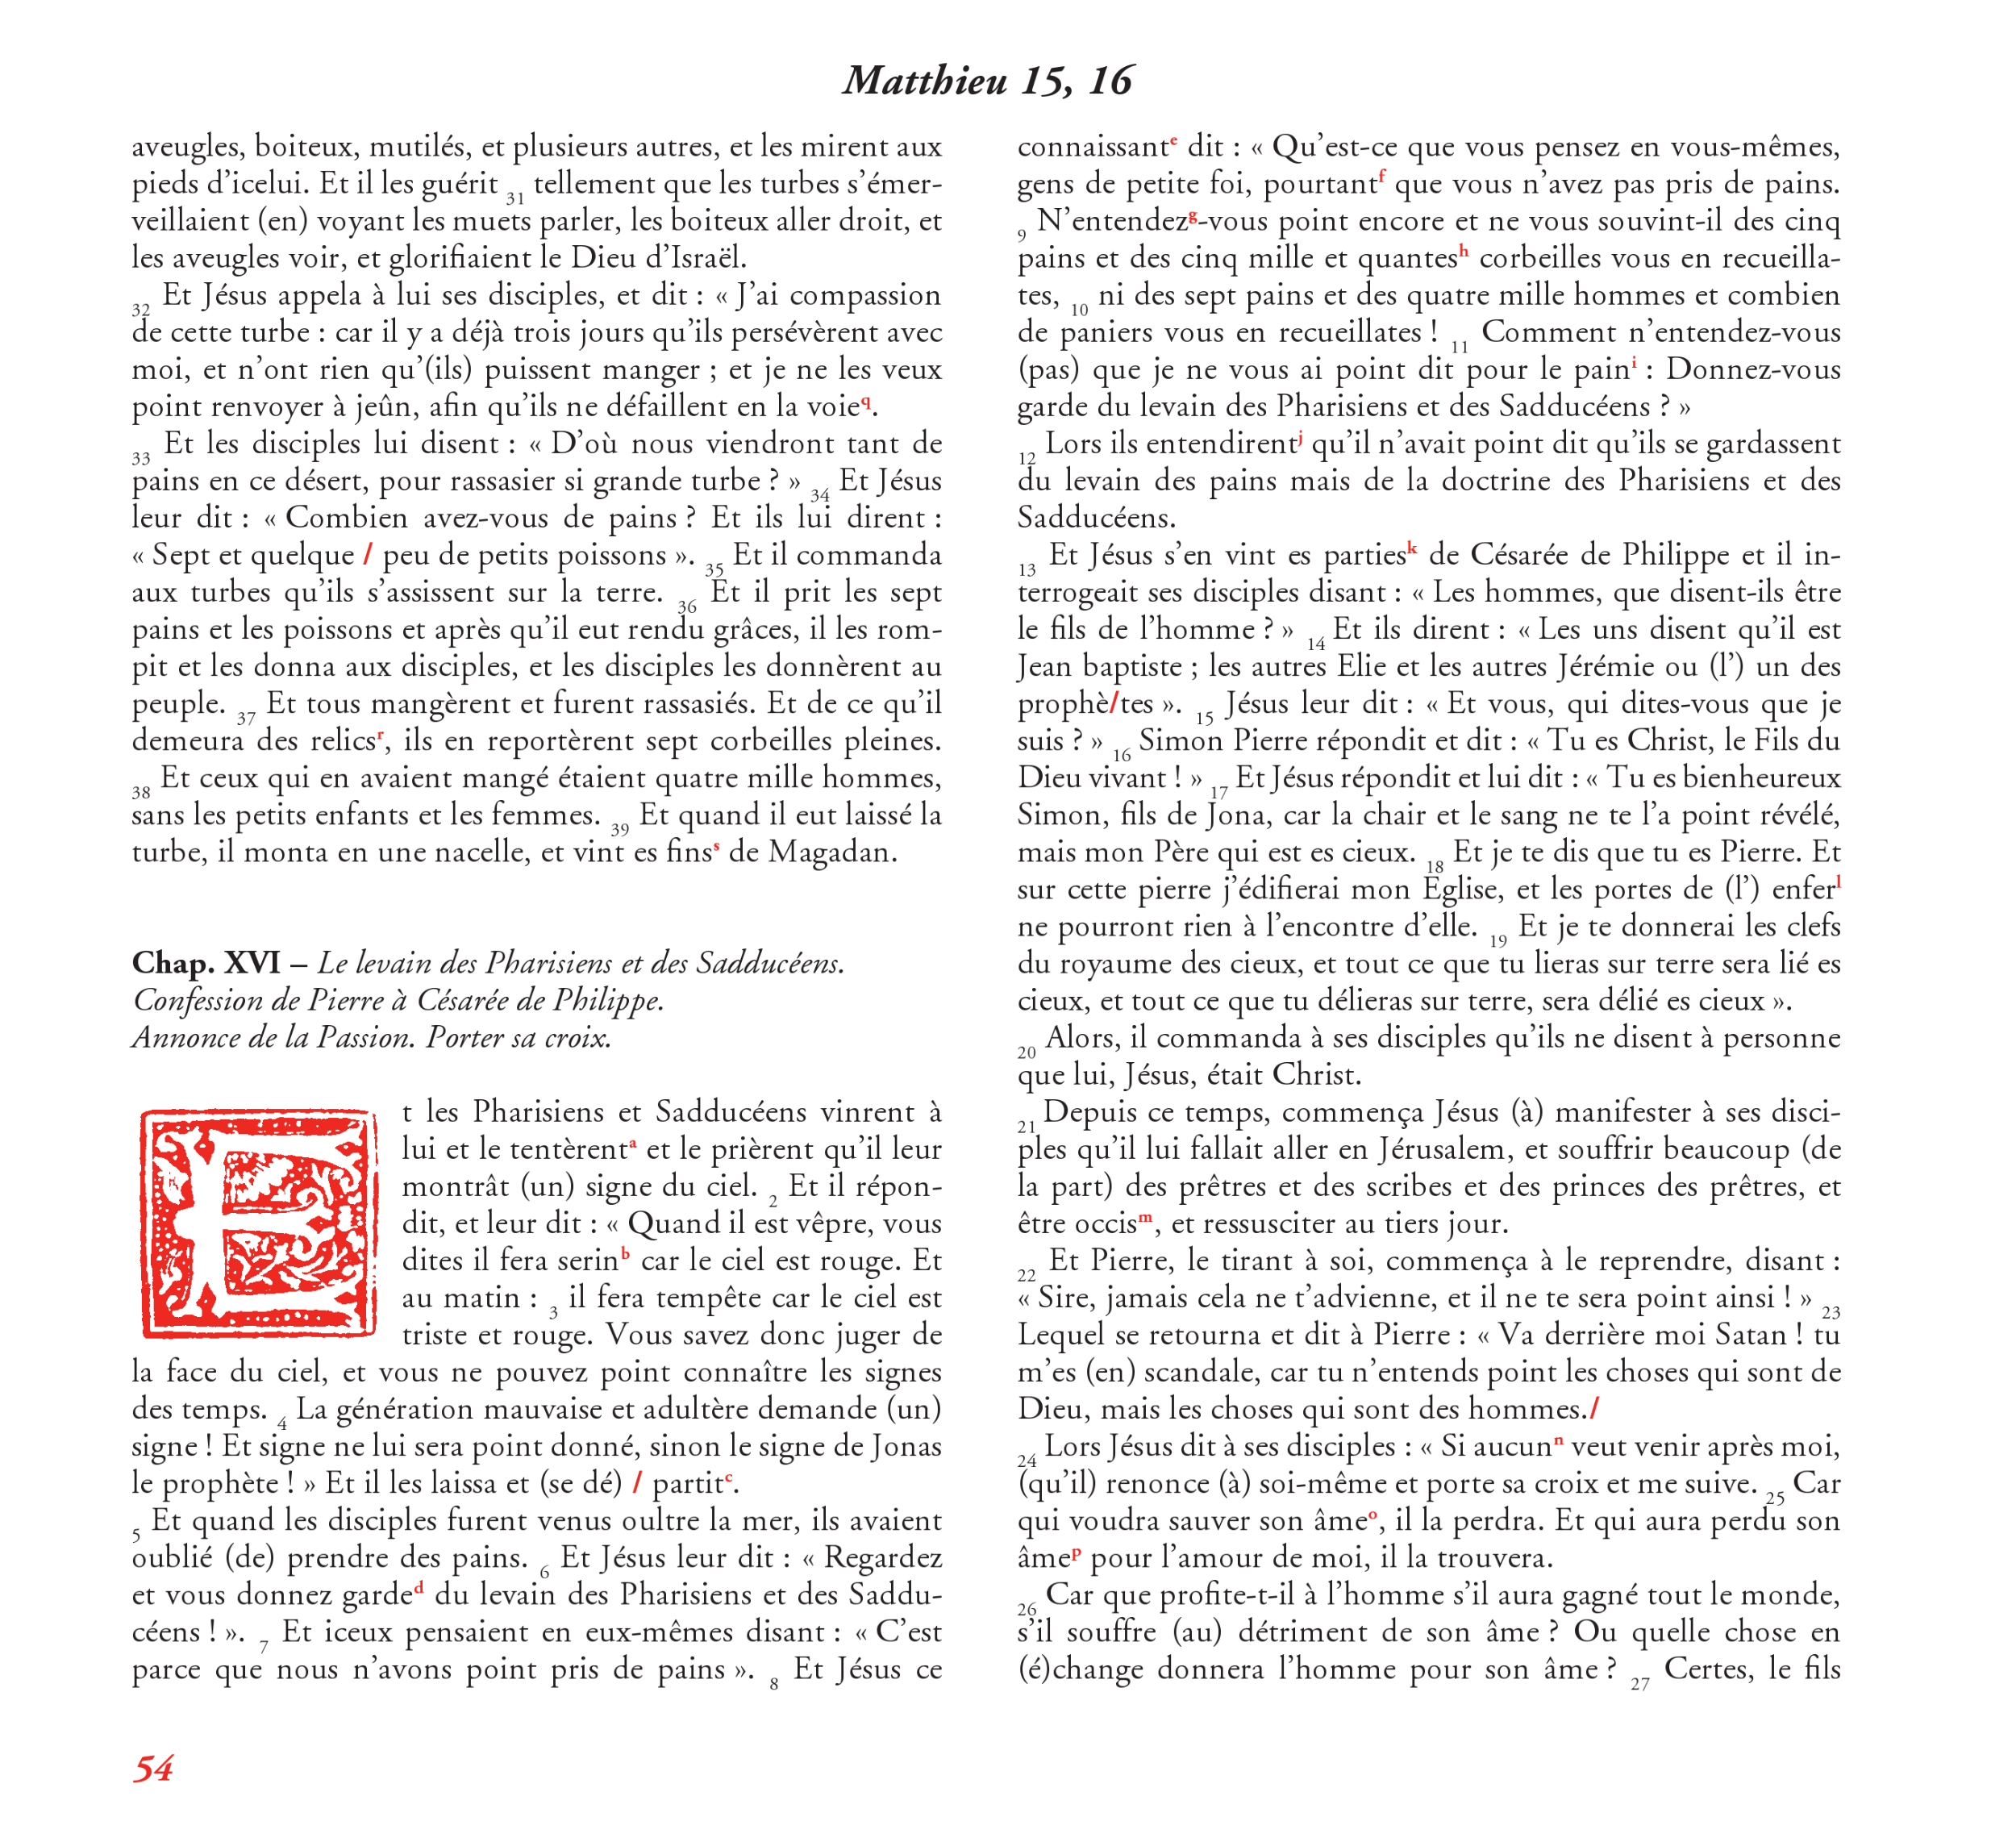 Matthieu 15, 16
aveugles, boiteux, mutilés, et plusieurs autres, et les mirent aux
pieds d’icelui. Et il les guérit 31 tellement que les turbes s’émer-
veillaient (en) voyant les muets parler, les boiteux aller droit, et
les aveugles voir, et glorifiaient le Dieu d’Israël.
32 Et Jésus appela à lui ses disciples, et dit : « J’ai compassion
de cette turbe : car il y a déjà trois jours qu’ils persévèrent avec
moi, et n’ont rien qu’(ils) puissent manger ; et je ne les veux
point renvoyer à jeûn, afin qu’ils ne défaillent en la voieq.
33 Et les disciples lui disent : « D’où nous viendront tant de
pains en ce désert, pour rassasier si grande turbe ? » 34 Et Jésus
leur dit : « Combien avez-vous de pains ? Et ils lui dirent :
« Sept et quelque / peu de petits poissons ». 35 Et il commanda
aux turbes qu’ils s’assissent sur la terre. 36 Et il prit les sept
pains et les poissons et après qu’il eut rendu grâces, il les rom-
pit et les donna aux disciples, et les disciples les donnèrent au
peuple. 37 Et tous mangèrent et furent rassasiés. Et de ce qu’il
demeura des relicsr, ils en reportèrent sept corbeilles pleines.
38 Et ceux qui en avaient mangé étaient quatre mille hommes,
sans les petits enfants et les femmes. 39 Et quand il eut laissé la
turbe, il monta en une nacelle, et vint es finss de Magadan.
Chap. XVI – Le levain des Pharisiens et des Sadducéens.
Confession de Pierre à Césarée de Philippe.
Annonce de la Passion. Porter sa croix.
Et les Pharisiens et Sadducéens vinrent à
lui et le tentèrenta et le prièrent qu’il leur
montrât (un) signe du ciel. 2 Et il répon-
dit, et leur dit : « Quand il est vêpre, vous
dites il fera serinb car le ciel est rouge. Et
au matin : 3 il fera tempête car le ciel est
triste et rouge. Vous savez donc juger de
la face du ciel, et vous ne pouvez point connaître les signes
des temps. 4 La génération mauvaise et adultère demande (un)
signe ! Et signe ne lui sera point donné, sinon le signe de Jonas
le prophète ! » Et il les laissa et (se dé) / partitc.
5 Et quand les disciples furent venus oultre la mer, ils avaient
oublié (de) prendre des pains. 6 Et Jésus leur dit : « Regardez
et vous donnez garded du levain des Pharisiens et des Saddu-
céens ! ». 7 Et iceux pensaient en eux-mêmes disant : « C’est
parce que nous n’avons point pris de pains ». 8 Et Jésus ce
connaissante dit : « Qu’est-ce que vous pensez en vous-mêmes,
gens de petite foi, pourtantf que vous n’avez pas pris de pains.
9 N’entendezg-vous point encore et ne vous souvint-il des cinq
pains et des cinq mille et quantesh corbeilles vous en recueilla-
tes, 10 ni des sept pains et des quatre mille hommes et combien
de paniers vous en recueillates ! 11 Comment n’entendez-vous
(pas) que je ne vous ai point dit pour le paini : Donnez-vous
garde du levain des Pharisiens et des Sadducéens ? »
12 Lors ils entendirentj qu’il n’avait point dit qu’ils se gardassent
du levain des pains mais de la doctrine des Pharisiens et des
Sadducéens.
13 Et Jésus s’en vint es partiesk de Césarée de Philippe et il in-
terrogeait ses disciples disant : « Les hommes, que disent-ils être
le fils de l’homme ? » 14 Et ils dirent : « Les uns disent qu’il est
Jean baptiste ; les autres Elie et les autres Jérémie ou (l’) un des
prophè/tes ». 15 Jésus leur dit : « Et vous, qui dites-vous que je
suis ? » 16 Simon Pierre répondit et dit : « Tu es Christ, le Fils du
Dieu vivant ! » 17 Et Jésus répondit et lui dit : « Tu es bienheureux
Simon, fils de Jona, car la chair et le sang ne te l’a point révélé,
mais mon Père qui est es cieux. 18 Et je te dis que tu es Pierre. Et
sur cette pierre j’édifierai mon Église, et les portes de (l’) enferl
ne pourront rien à l’encontre d’elle. 19 Et je te donnerai les clefs
du royaume des cieux, et tout ce que tu lieras sur terre sera lié es
cieux, et tout ce que tu délieras sur terre, sera délié es cieux ».
20 Alors, il commanda à ses disciples qu’ils ne disent à personne
que lui, Jésus, était Christ.
21 Depuis ce temps, commença Jésus (à) manifester à ses disci-
ples qu’il lui fallait aller en Jérusalem, et souffrir beaucoup (de
la part) des prêtres et des scribes et des princes des prêtres, et
être occism, et ressusciter au tiers jour.
22 Et Pierre, le tirant à soi, commença à le reprendre, disant :
« Sire, jamais cela ne t’advienne, et il ne te sera point ainsi ! » 23
Lequel se retourna et dit à Pierre : « Va derrière moi Satan ! tu
m’es (en) scandale, car tu n’entends point les choses qui sont de
Dieu, mais les choses qui sont des hommes./
24 Lors Jésus dit à ses disciples : « Si aucunn veut venir après moi,
(qu’il) renonce (à) soi-même et porte sa croix et me suive. 25 Car
qui voudra sauver son âmeo, il la perdra. Et qui aura perdu son
âmep pour l’amour de moi, il la trouvera.
26 Car que profite-t-il à l’homme s’il aura gagné tout le monde,
s’il souffre (au) détriment de son âme ? Ou quelle chose en
(é)change donnera l’homme pour son âme ? 27 Certes, le fils
54